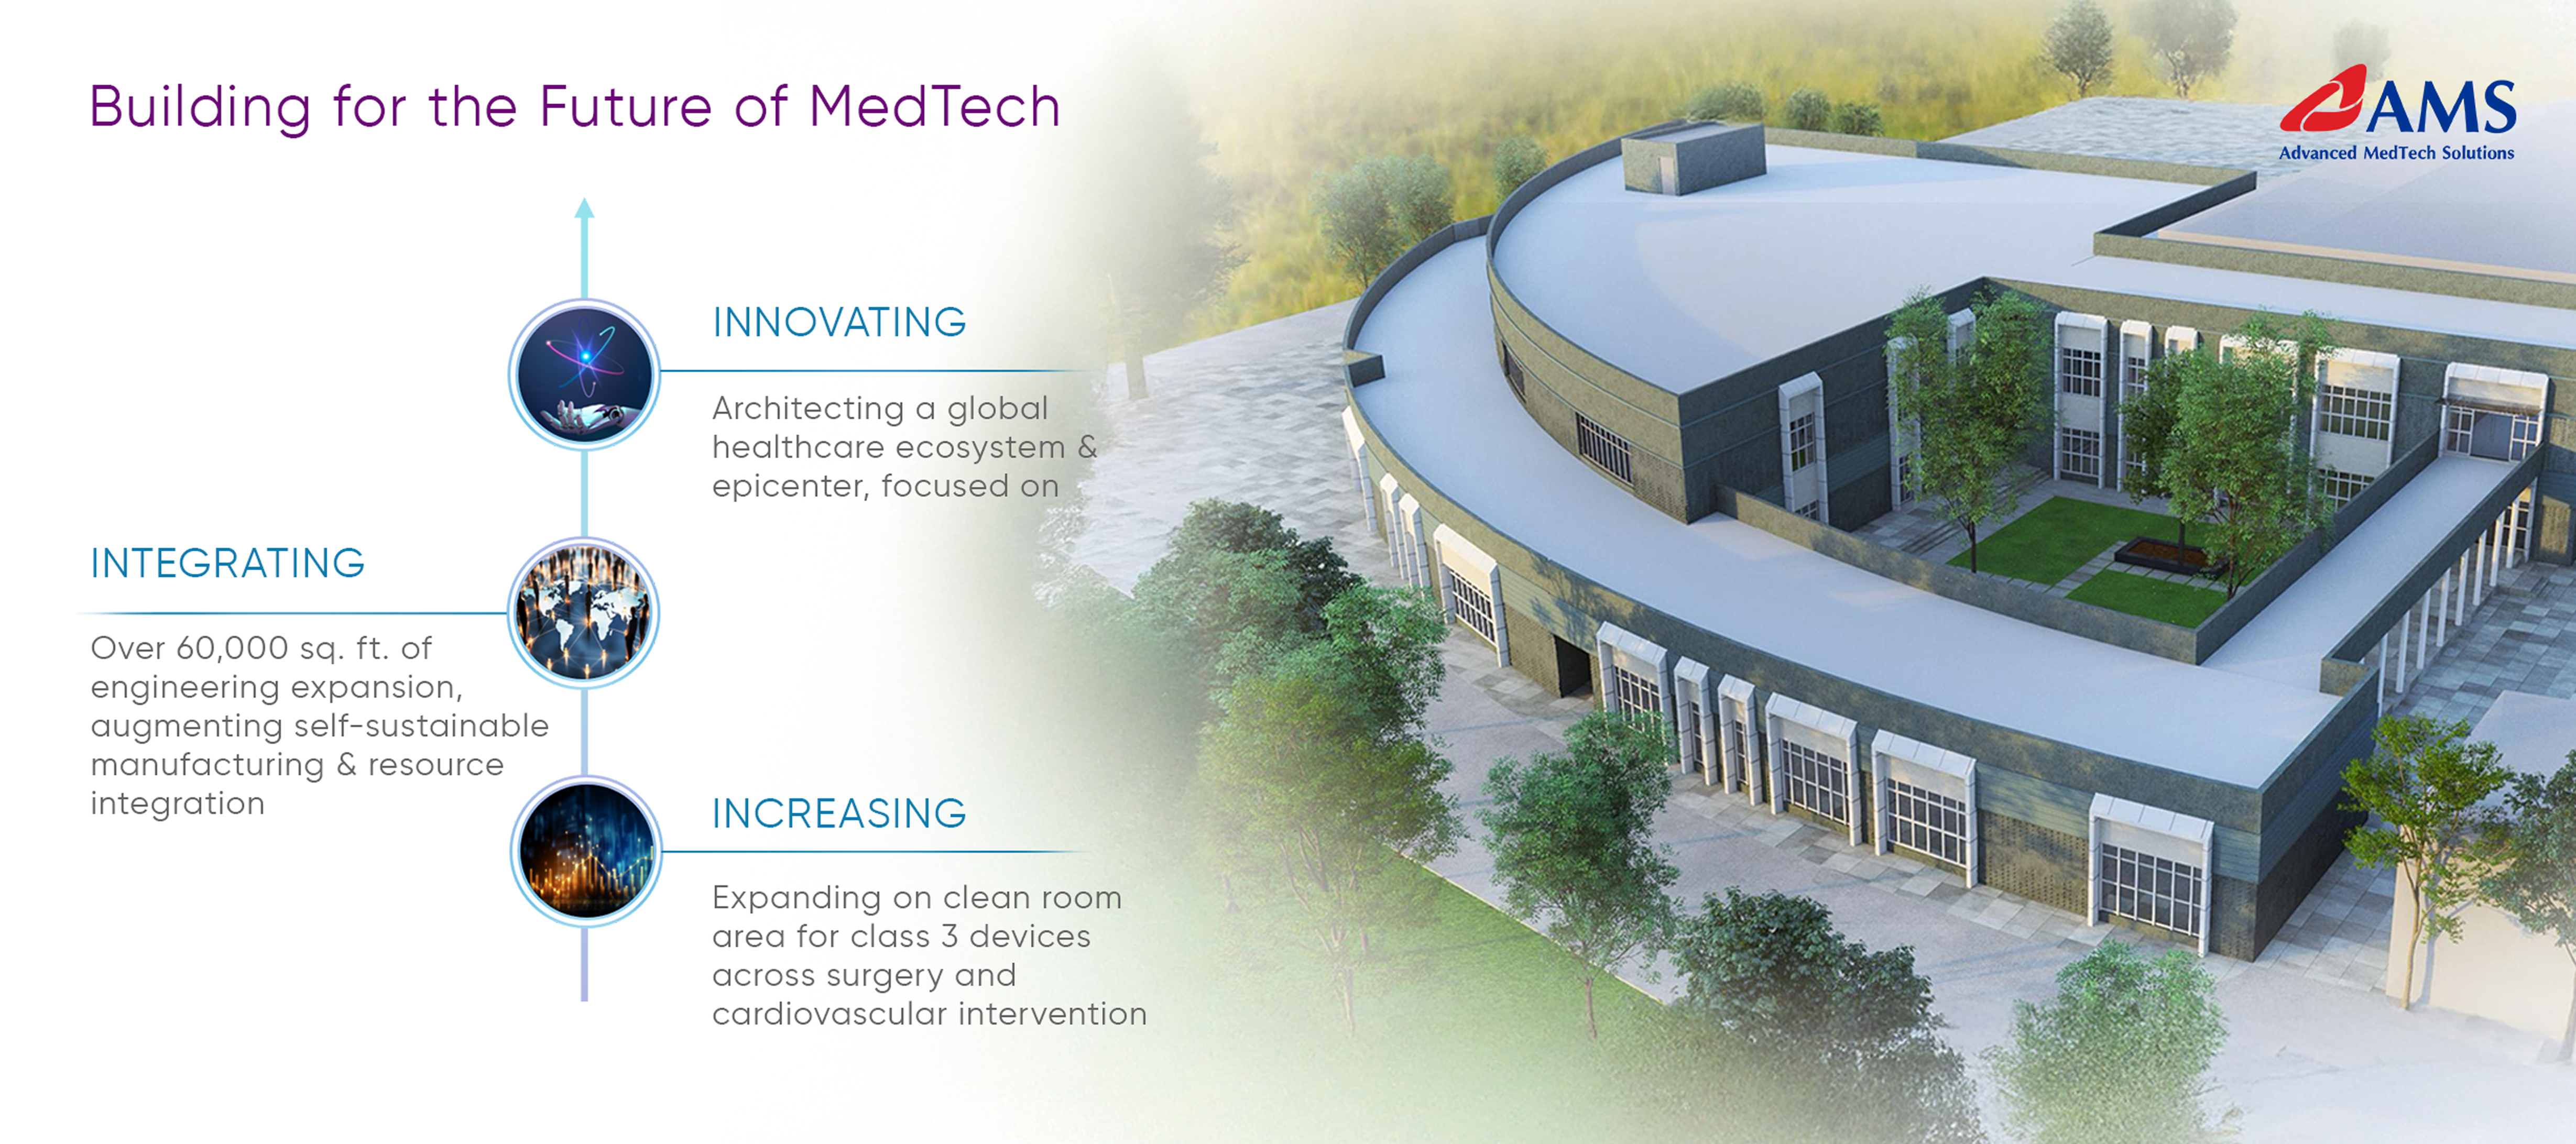 Building for the Future of MedTech
AMS
Advanced MedTech Solutions
INNOVATING
Architecting a global
healthcare ecosystem &
epicenter, focused on
INTEGRATING
Over 60,000 sq. ft. of
engineering expansion,
augmenting self-sustainable
manufacturing & resource
integration
INCREASING
Expanding on clean room
area for class 3 devices
across surgery and
cardiovascular intervention